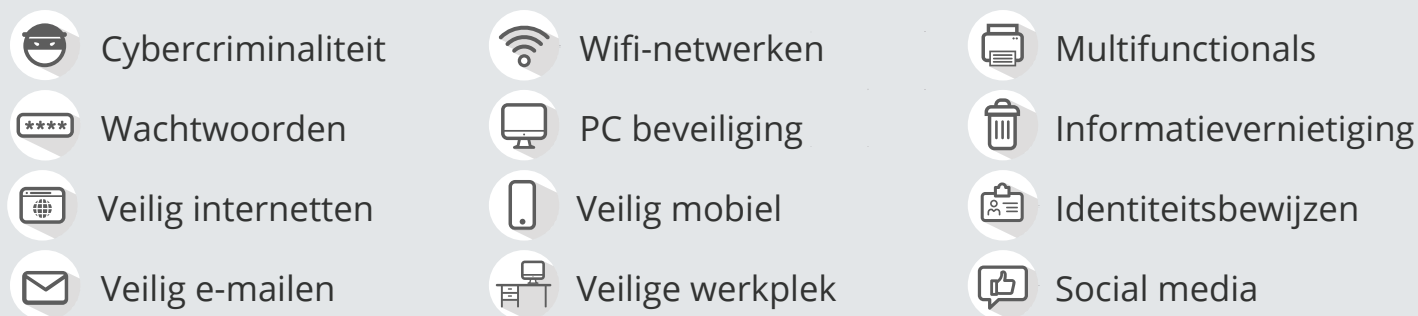 Cybercriminaliteit
Wachtwoorden
****
Veilig internetten
Veilig e-mailen
Wifi-netwerken
PC beveiliging
Veilig mobiel
Veilige werkplek
Multifunctionals
Informatievernietiging
Identiteitsbewijzen
Social media